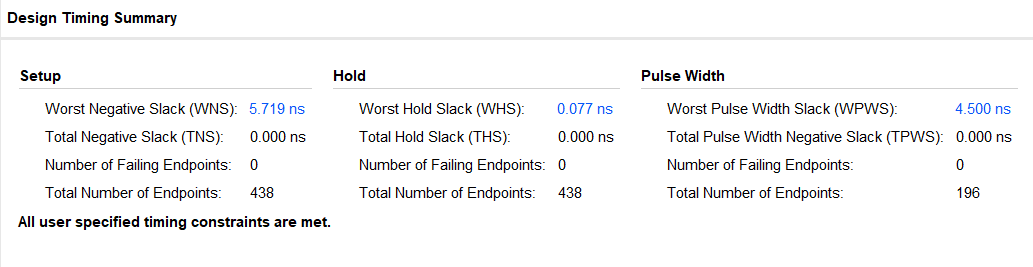 Design Timing Summary
Setup Hold Pulse Width
Worst Negative Slack (WNS): 5.719 ns Worst Hold Slack (WHS): 0.077 ns Worst Pulse Width Slack (WPWS): 4.500 ns
Total Negative Slack (TNS): 0.000 ns Total Hold Slack (THS): 0.000 ns Total Pulse Width Negative Slack (TPWS): 0.000 ns
Number of Failing Endpoints: 0 Number of Failing Endpoints: 0 Number of Failing Endpoints: 0
Total Number of Endpoints: 438 Total Number of Endpoints: 438 Total Number of Endpoints: 196
All user specified timing constraints are met.